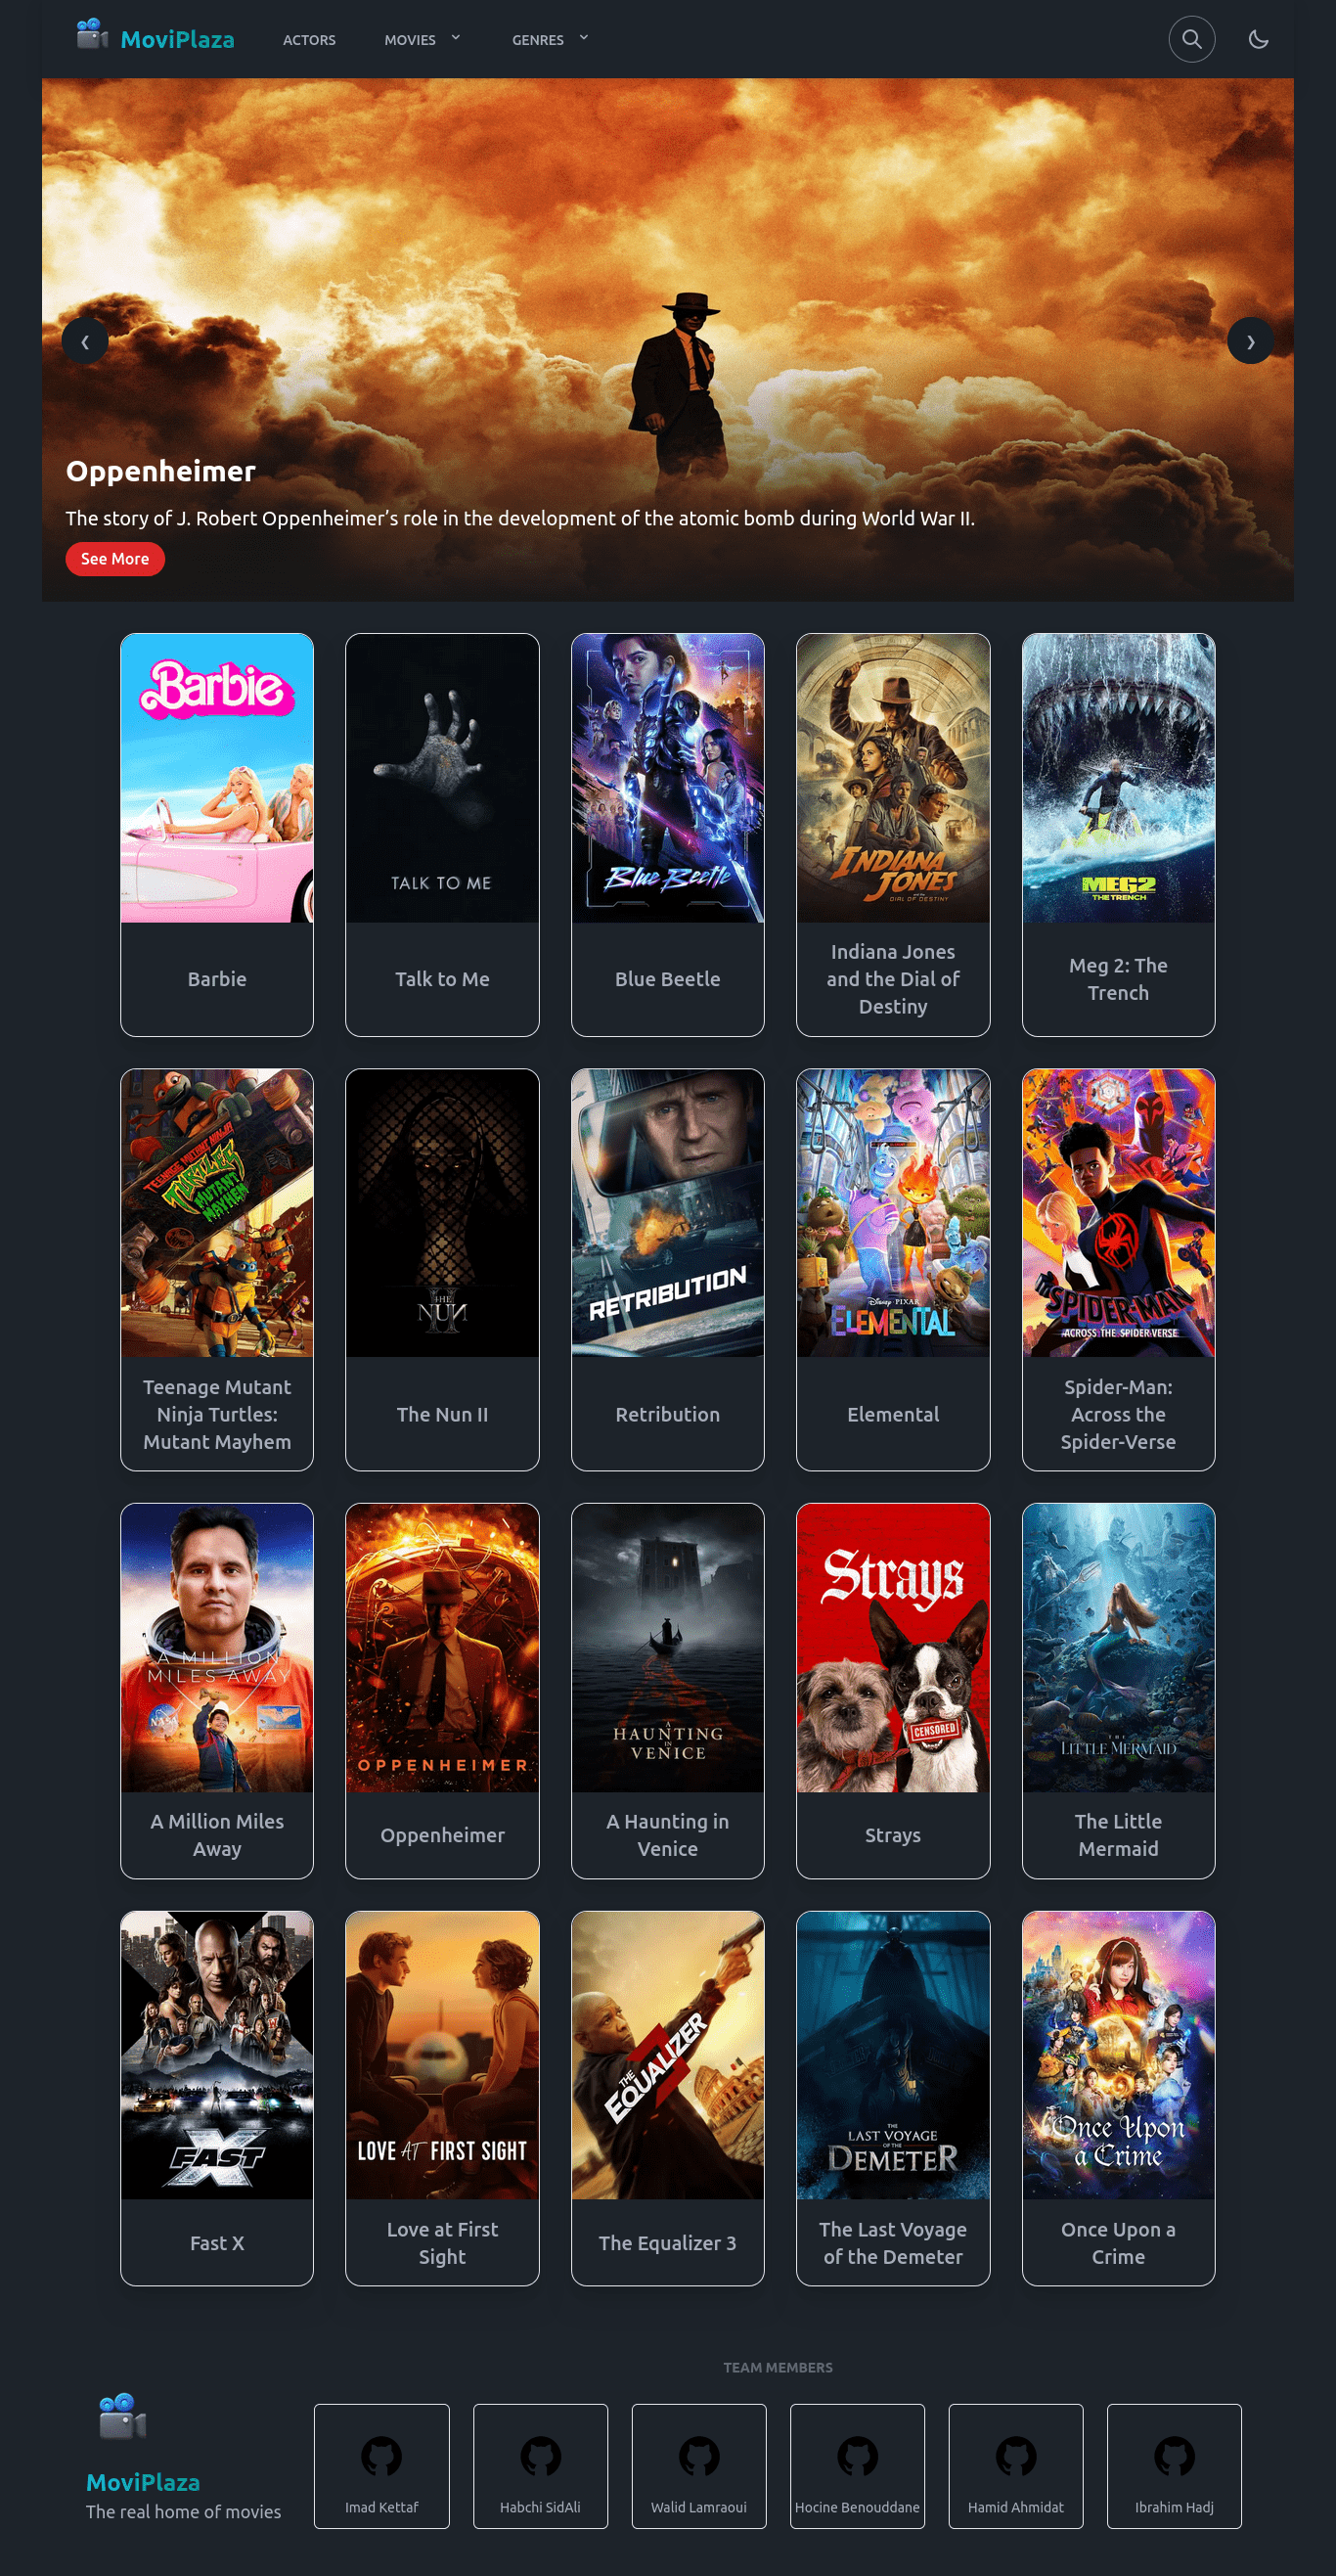 MoviPlaza
ACTORS
MOVIES
GENRES
Oppenheimer
The story of J. Robert Oppenheimer’s role in the development of the atomic bomb during World War II.
See More
Barbie
TALK TO ME
Blue Beetle
INDIANA
JONES
and the
DIAL OF DESTINY
MEG2
THE TRENCH
Barbie
Talk to Me
Blue Beetle
Indiana Jones
and the Dial of
Destiny
Meg 2: The
Trench
TEENAGE MUTANT NINJA
TURTLES
MUTANT
MAYHEM
THE
NUN
II
RETRIBUTION
Disney PIXAR
ELEMENTAL
SPIDER-MAN
ACROSS THE SPIDER-VERSE
Teenage Mutant
Ninja Turtles:
Mutant Mayhem
The Nun II
Retribution
Elemental
Spider-Man:
Across the
Spider-Verse
A MILLION
MILES AWAY
NASA
OPPENHEIMER
A
HAUNTING
IN
VENICE
Strays
CENSORED
THE
LITTLE MERMAID
A Million Miles
Away
Oppenheimer
A Haunting in
Venice
Strays
The Little
Mermaid
FAST
X
LOVE AT FIRST SIGHT
THE
EQUALIZER
3
THE
LAST VOYAGE
OF THE
DEMETER
Once Upon
a Crime
Fast X
Love at First
Sight
The Equalizer 3
The Last Voyage
of the Demeter
Once Upon a
Crime
TEAM MEMBERS
MoviPlaza
The real home of movies
Imad Kettaf
Habchi SidAli
Walid Lamraoui
Hocine Benouddane
Hamid Ahmidat
Ibrahim Hadj